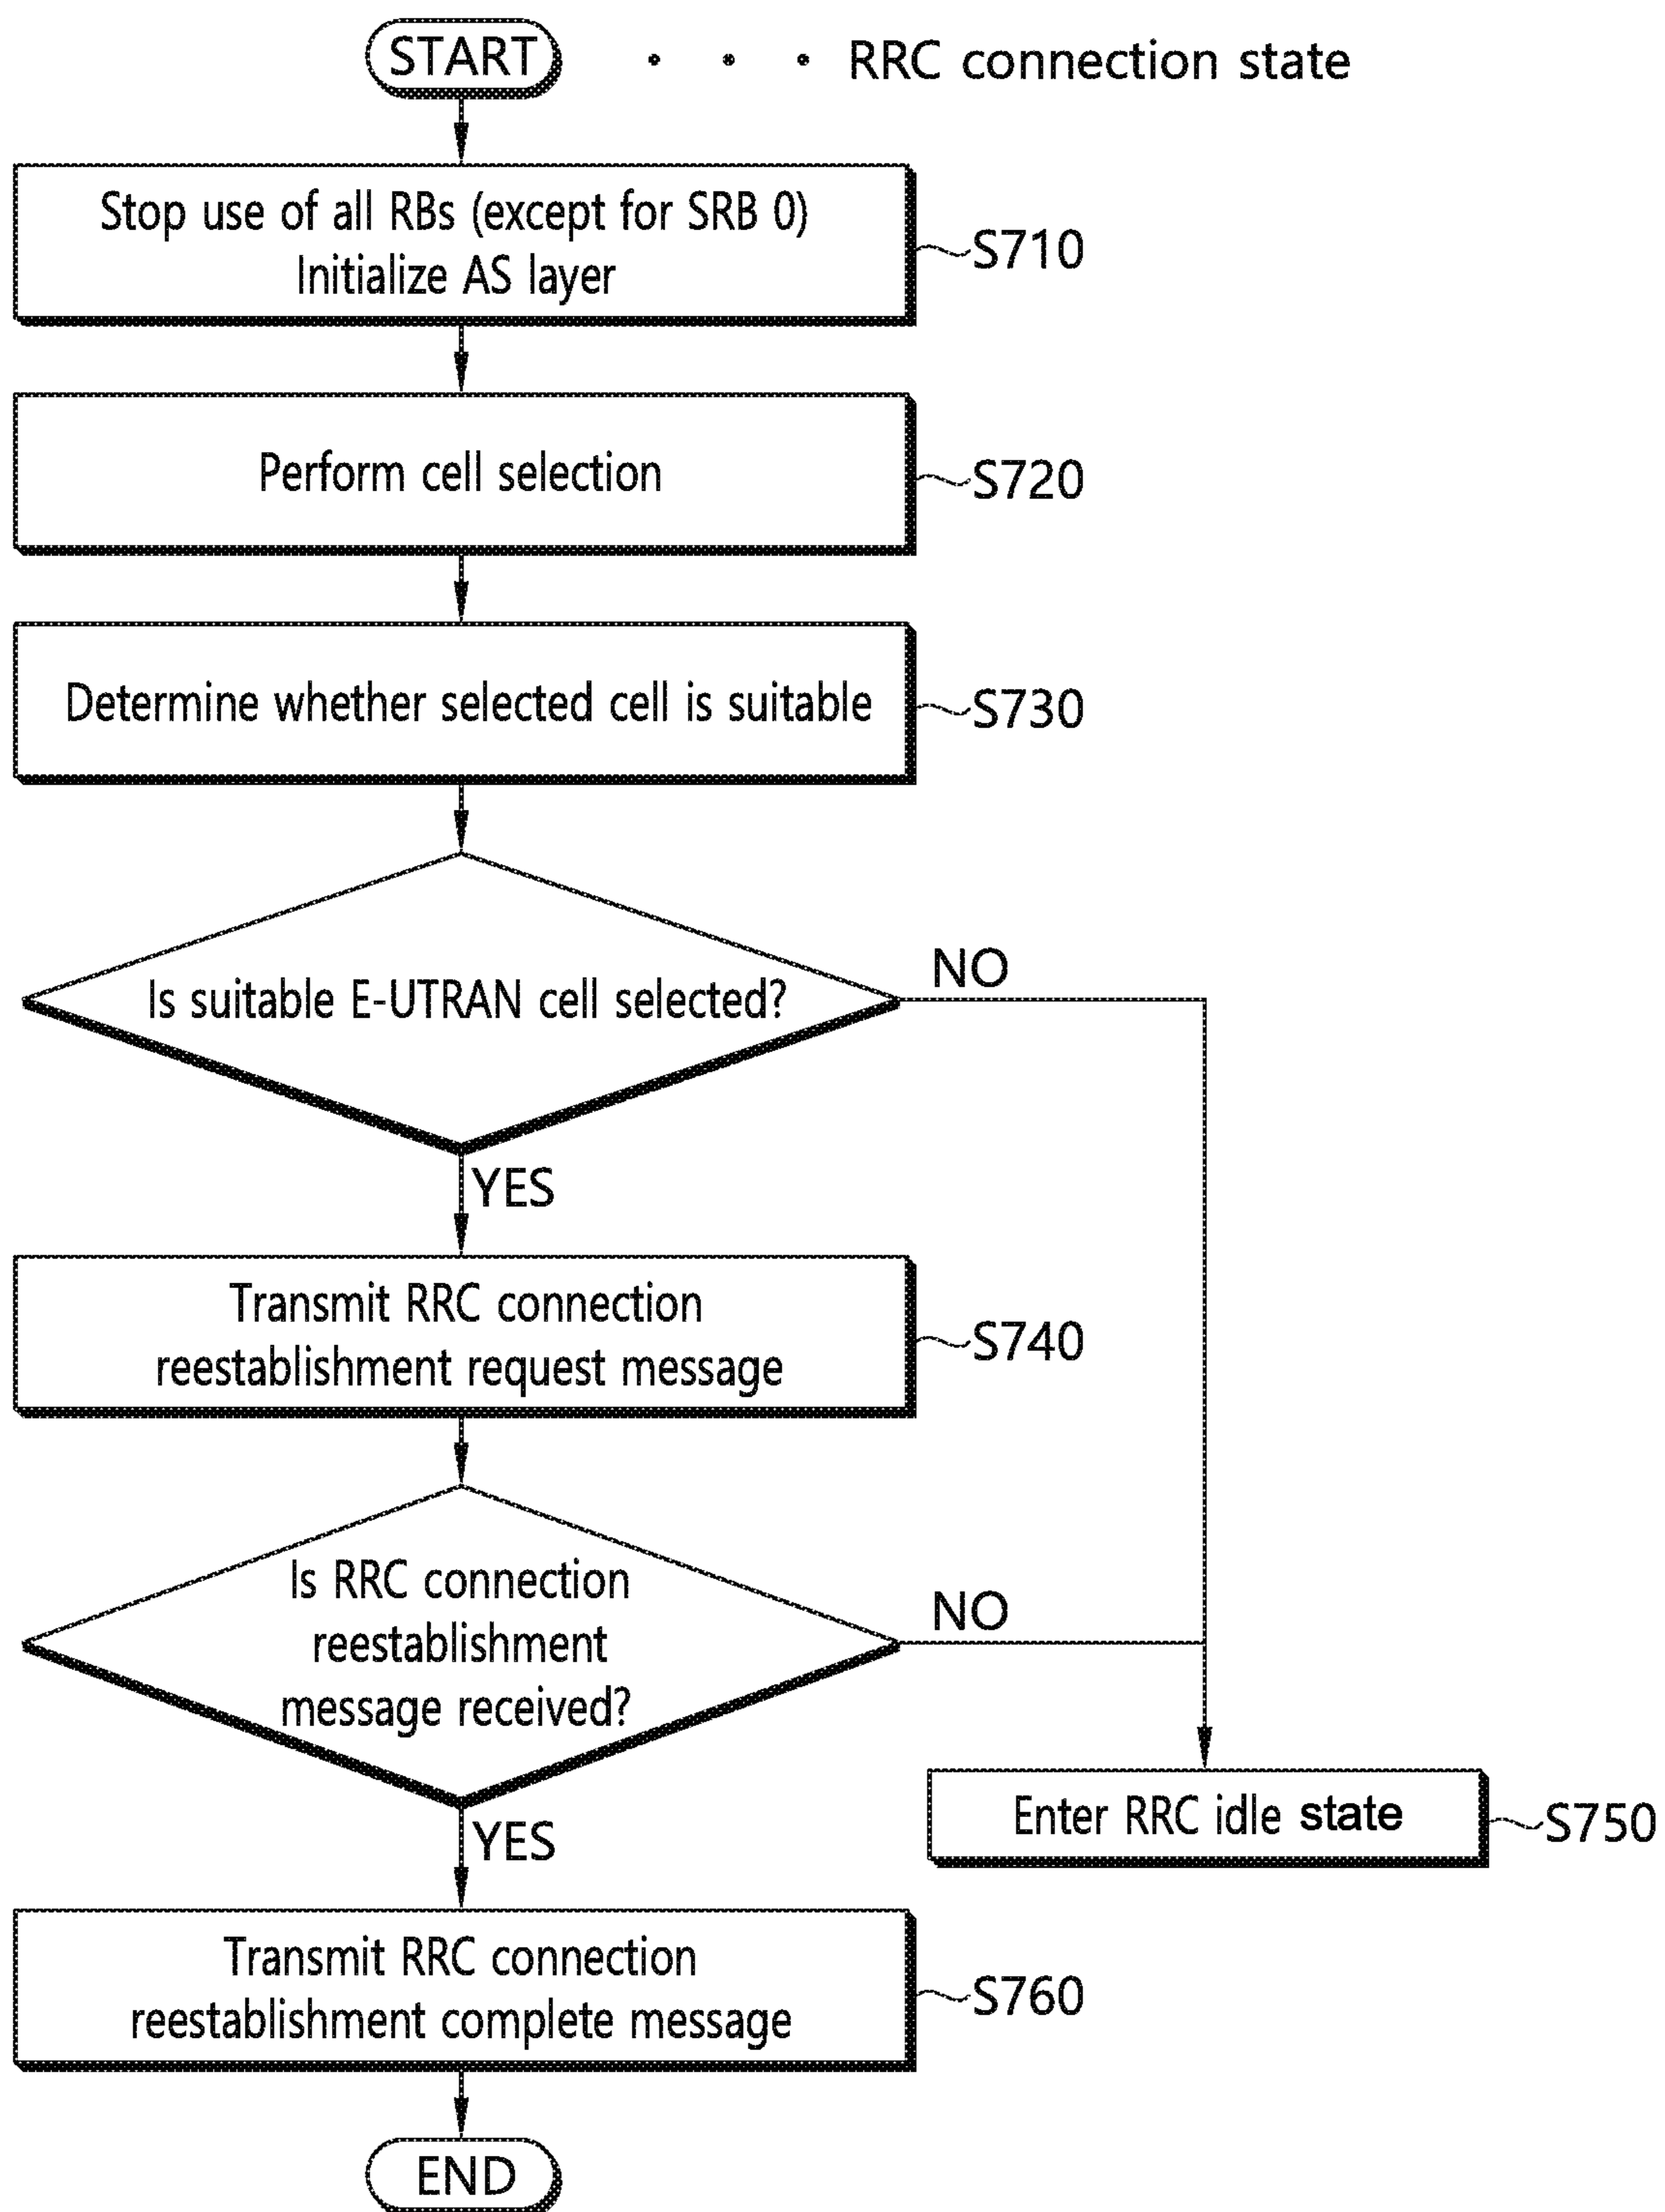 START
· · · RRC connection state
Stop use of all RBs (except for SRB 0)
Initialize AS layer
S710
Perform cell selection
S720
Determine whether selected cell is suitable
S730
Is suitable E-UTRAN cell selected?
NO
YES
Transmit RRC connection
reestablishment request message
S740
Is RRC connection
reestablishment
message received?
NO
YES
Enter RRC idle state
S750
Transmit RRC connection
reestablishment complete message
S760
END